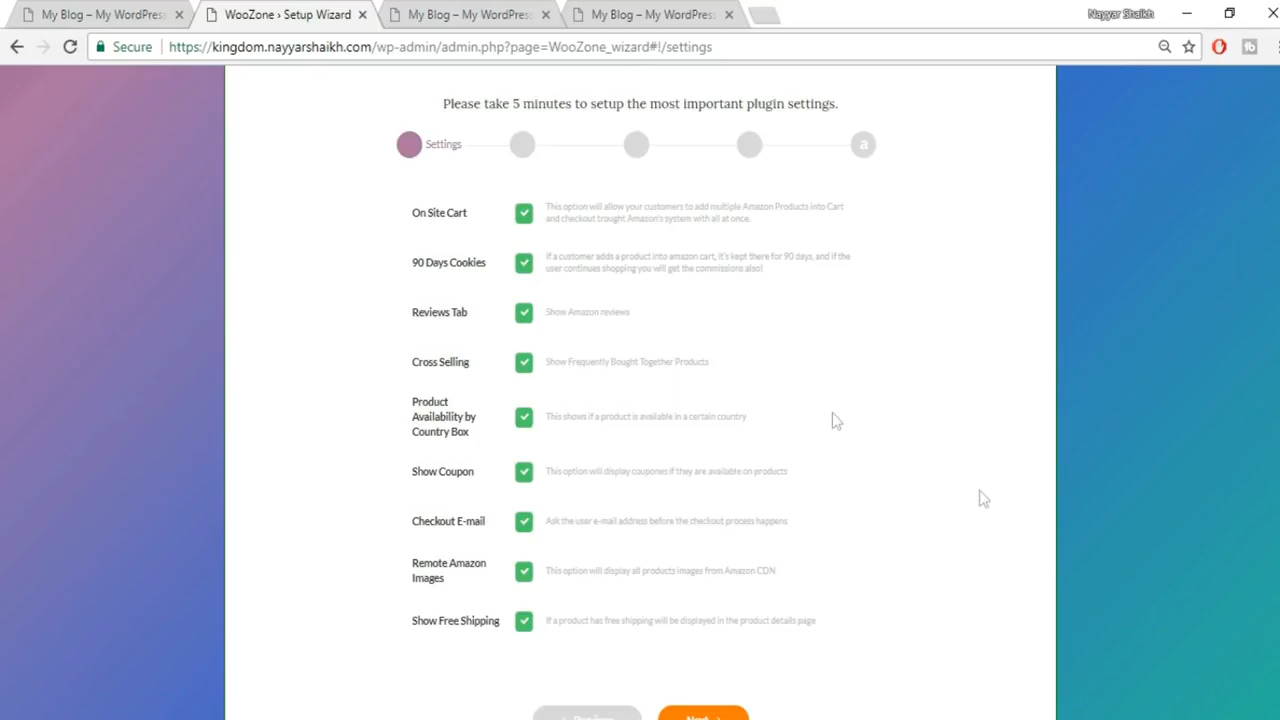 My Blog – My WordPres
WooZone › Setup Wizard
My Blog – My WordPres
My Blog – My WordPres
Nayyar Shaikh
Secure
https://kingdom.nayyarshaikh.com/wp-admin/admin.php?page=WooZone_wizard#!/settings
Please take 5 minutes to setup the most important plugin settings.
Settings
a
On Site Cart
This option will allow your customers to add multiple Amazon Products into Cart
and checkout trought Amazon's system with all at once.
90 Days Cookies
If a customer adds a product into amazon cart, it's kept there for 90 days, and if the
user continues shopping you will get the commissions also!
Reviews Tab
Show Amazon reviews
Cross Selling
Show Frequently Bought Together Products
Product
Availability by
Country Box
This shows if a product is available in a certain country
Show Coupon
This option will display coupones if they are available on products
Checkout E-mail
Ask the user e-mail address before the checkout process happens
Remote Amazon
Images
This option will display all products images from Amazon CDN
Show Free Shipping
If a product has free shipping will be displayed in the product details page
Previous
Next